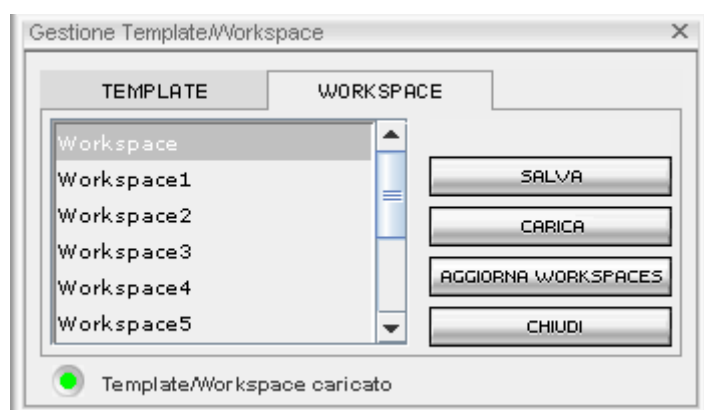 Gestione Template/Workspace
TEMPLATE WORKSPACE
Workspace
Workspace1
Workspace2
Workspace3
Workspace4
Workspace5
SALVA
CARICA
AGGIORNA WORKSPACES
CHIUDI
Template/Workspace caricato